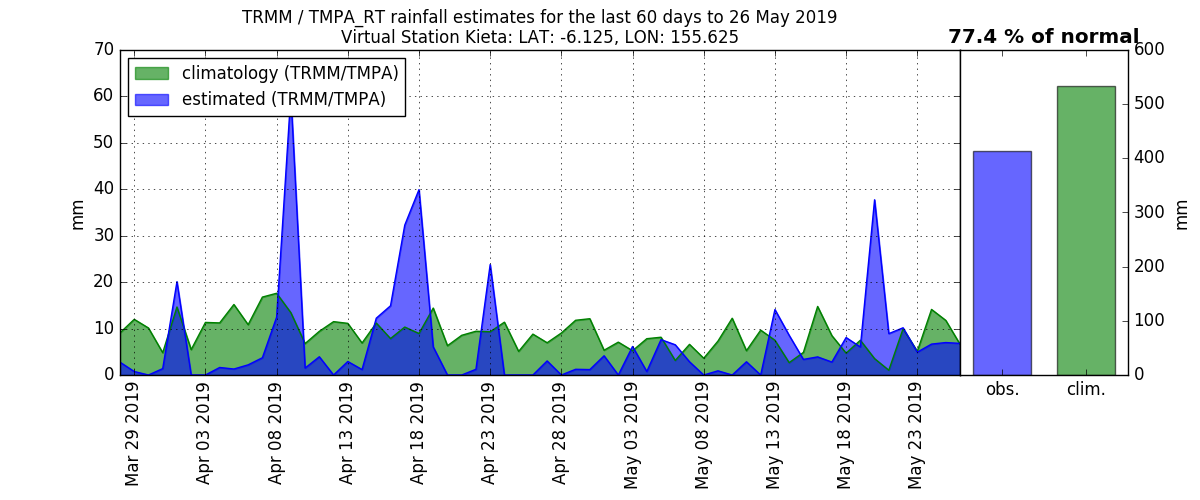 TRMM / TMPA_RT rainfall estimates for the last 60 days to 26 May 2019
Virtual Station Kieta: LAT: -6.125, LON: 155.625
77.4 % of normal
climatology (TRMM/TMPA)
estimated (TRMM/TMPA)
70
60
50
40
30
20
10
0
mm
Mar 29 2019
Apr 03 2019
Apr 08 2019
Apr 13 2019
Apr 18 2019
Apr 23 2019
Apr 28 2019
May 03 2019
May 08 2019
May 13 2019
May 18 2019
May 23 2019
600
500
400
300
200
100
0
mm
obs.
clim.